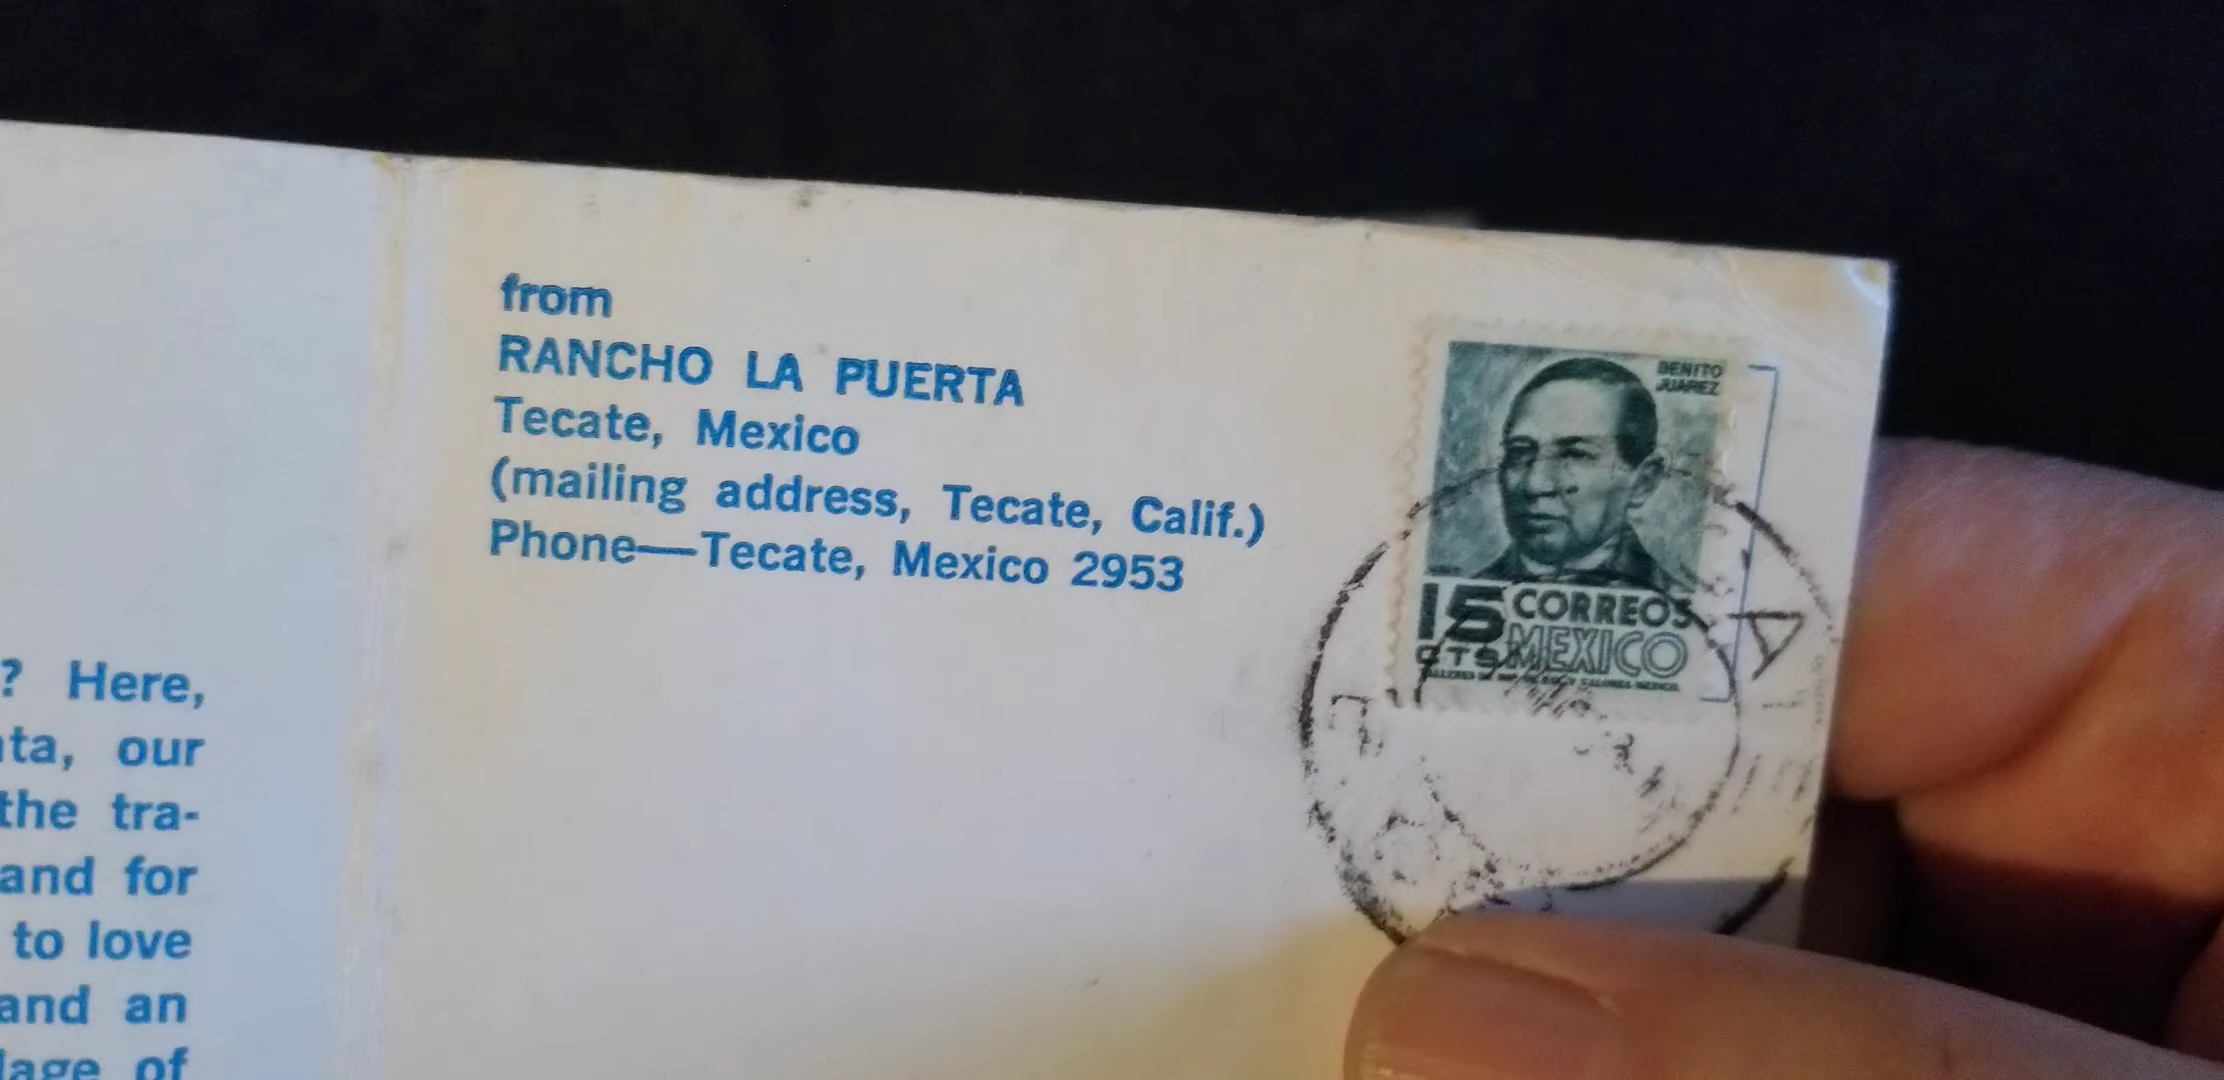 from
RANCHO LA PUERTA
Tecate, Mexico
(mailing address, Tecate, Calif.)
Phone—Tecate, Mexico 2953
BENITO
JUAREZ
15 CORREOS
CTS MEXICO
? Here,
our
the tra-
and for
to love
and an
of